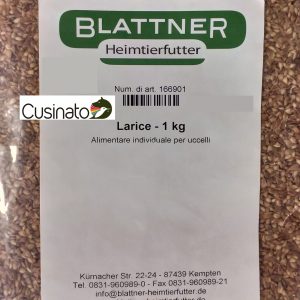 BLATTNER
Heimtierfutter
Num. di art. 166901
Cusinato
Larice - 1 kg
Alimentare individuale per uccelli
Kürnacher Str. 22-24 - 87439 Kempten
Tel. 0831-960989-0 - Fax 0831-960989-21
info@blattner-heimtierfutter.de